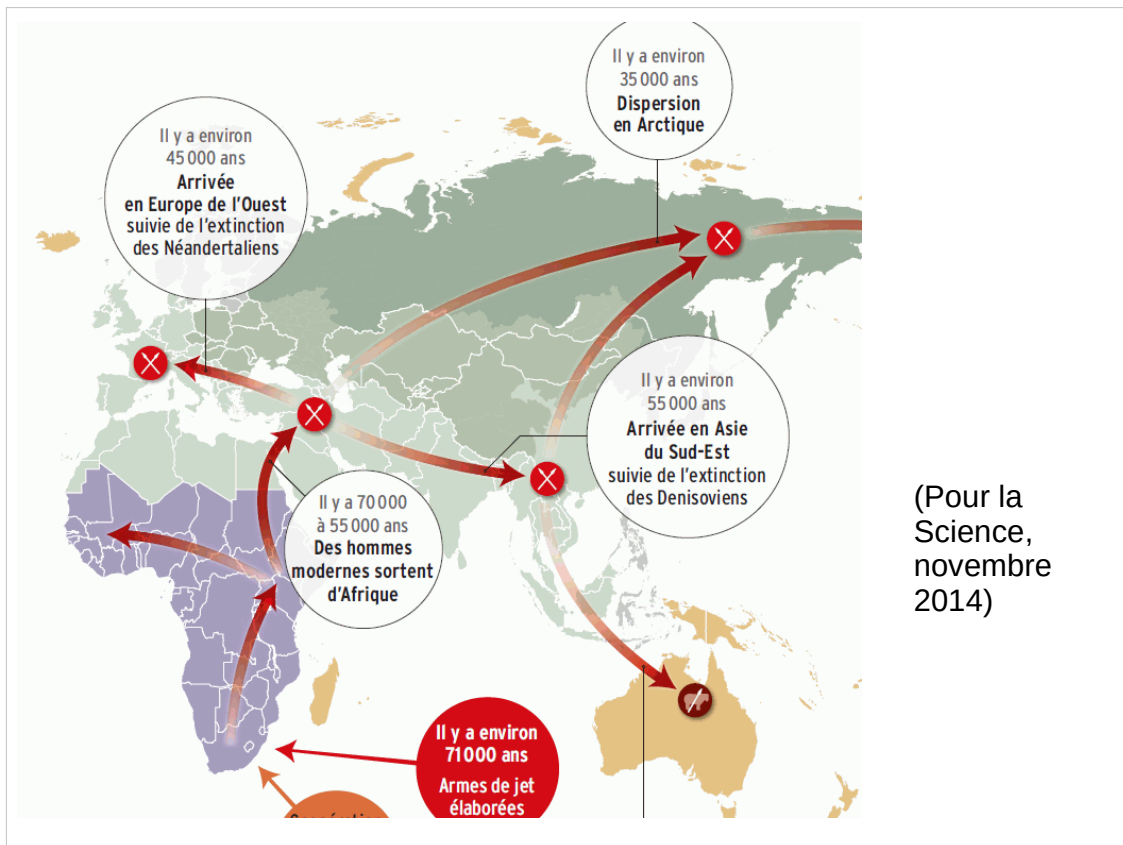 Il y a environ
35 000 ans
Dispersion
en Arctique
Il y a environ
45 000 ans
Arrivée
en Europe de l'Ouest
suivie de l'extinction
des Néandertaliens
Il y a environ
55 000 ans
Arrivée en Asie
du Sud-Est
suivie de l'extinction
des Denisoviens
Il y a 70 000
à 55 000 ans
Des hommes
modernes sortent
d'Afrique
(Pour la
Science,
novembre
2014)
Il y a environ
71 000 ans
Armes de jet
élaborées